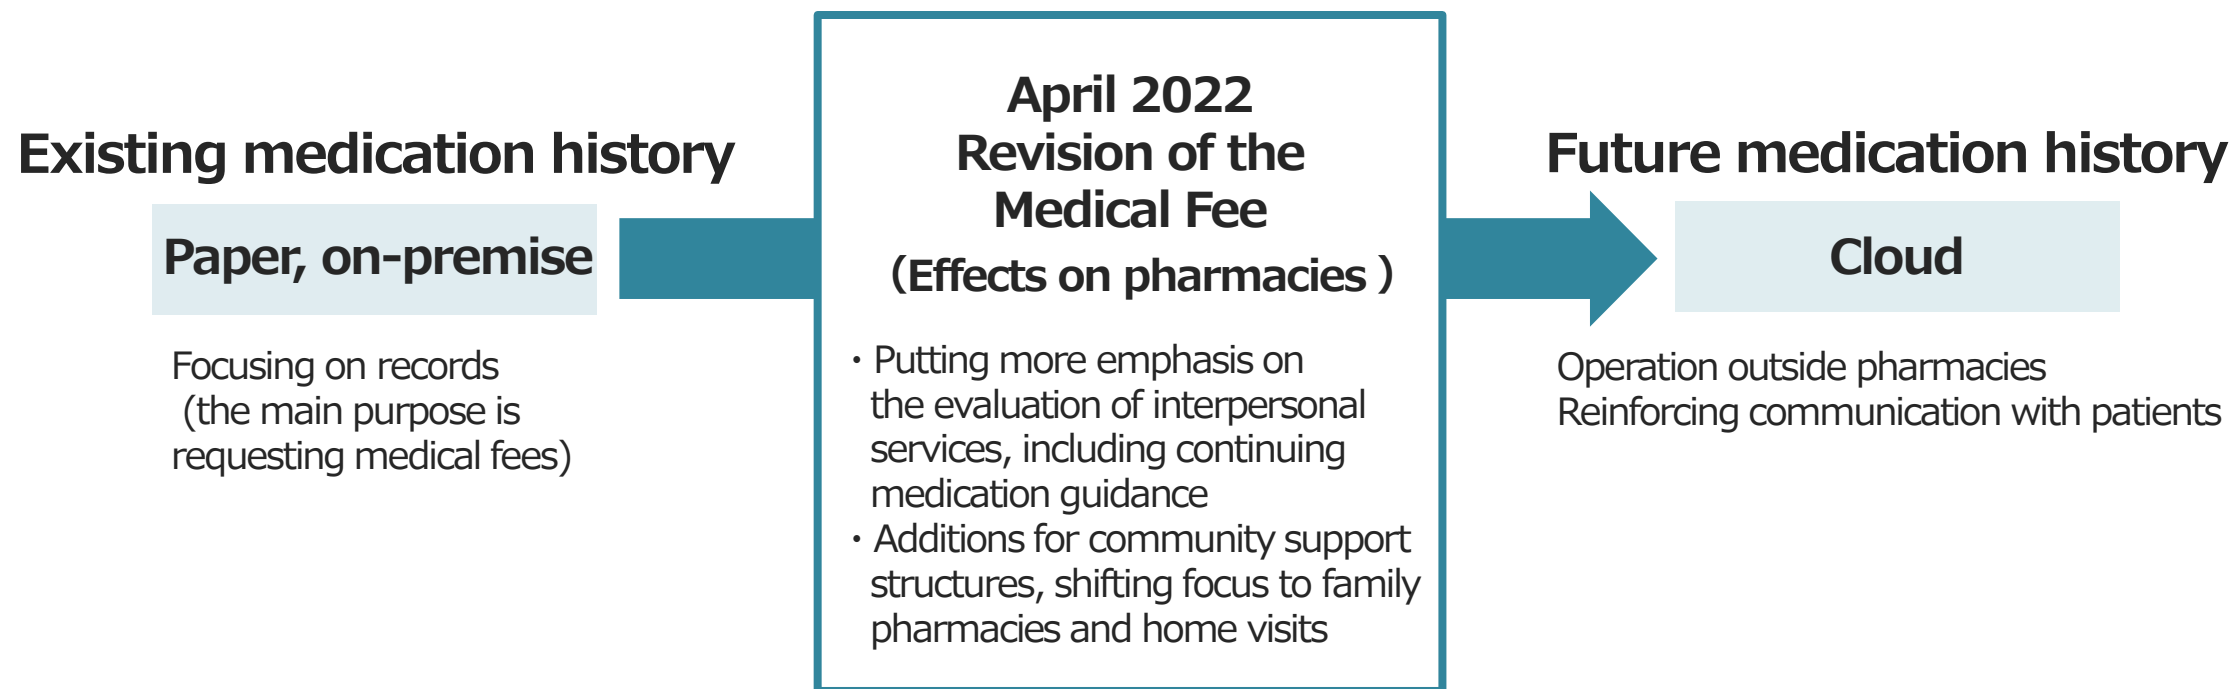 Existing medication history
Paper, on-premise
Focusing on records
(the main purpose is
requesting medical fees)
April 2022
Revision of the
Medical Fee
（Effects on pharmacies ）
・Putting more emphasis on
the evaluation of interpersonal
services, including continuing
medication guidance
・Additions for community support
structures, shifting focus to family
pharmacies and home visits
Future medication history
Cloud
Operation outside pharmacies
Reinforcing communication with patients